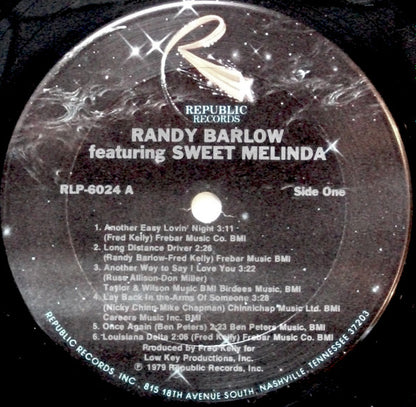 REPUBLIC
RECORDS
RANDY BARLOW
featuring SWEET MELINDA
RLP-6024 A
Side One
1. Another Easy Lovin' Night 3:11
(Fred Kelly) Frebar Music Co. BMI
2. Long Distance Driver 2:26
(Randy Barlow-Fred Kelly) Frebar Music Co. BMI
3. Another Way to Say I Love You 3:22
(Russ Allison-Don Miller)
Taylor & Wilson Music BMI Birdees Music. BMI
4. Lay Back In the Arms Of Someone 3:28
(Nicky Chinn-Mike Chapman) Chinnichap Music Ltd. BMI
Careers Music Inc. BMI
5. Once Again (Ben Peters) 2:23 Ben Peters Music, BMI
6. Louisiana Delta 2:06 (Fred Kelly) Frebar Music Co. BMI
Produced by Fred Kelly for
Low Key Productions, Inc.
© 1979 Republic Records, Inc.
REPUBLIC RECORDS, INC. 815 18TH AVENUE SOUTH, NASHVILLE, TENNESSEE 37203